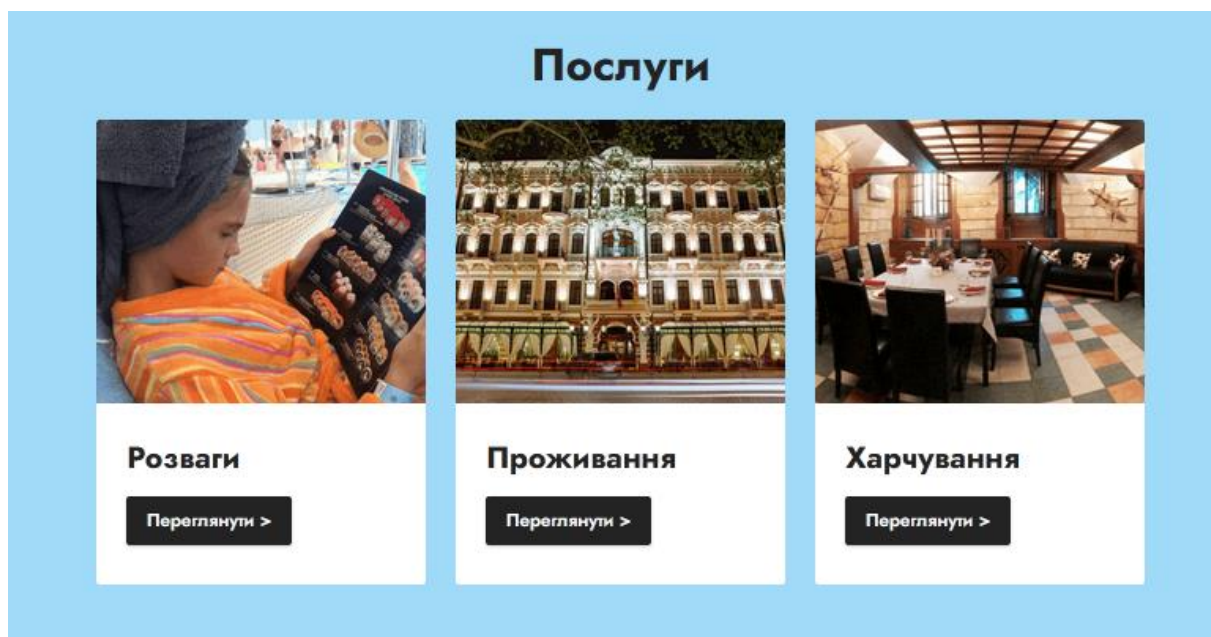 Послуги
Розваги
Переглянути >
Проживання
Переглянути >
Харчування
Переглянути >